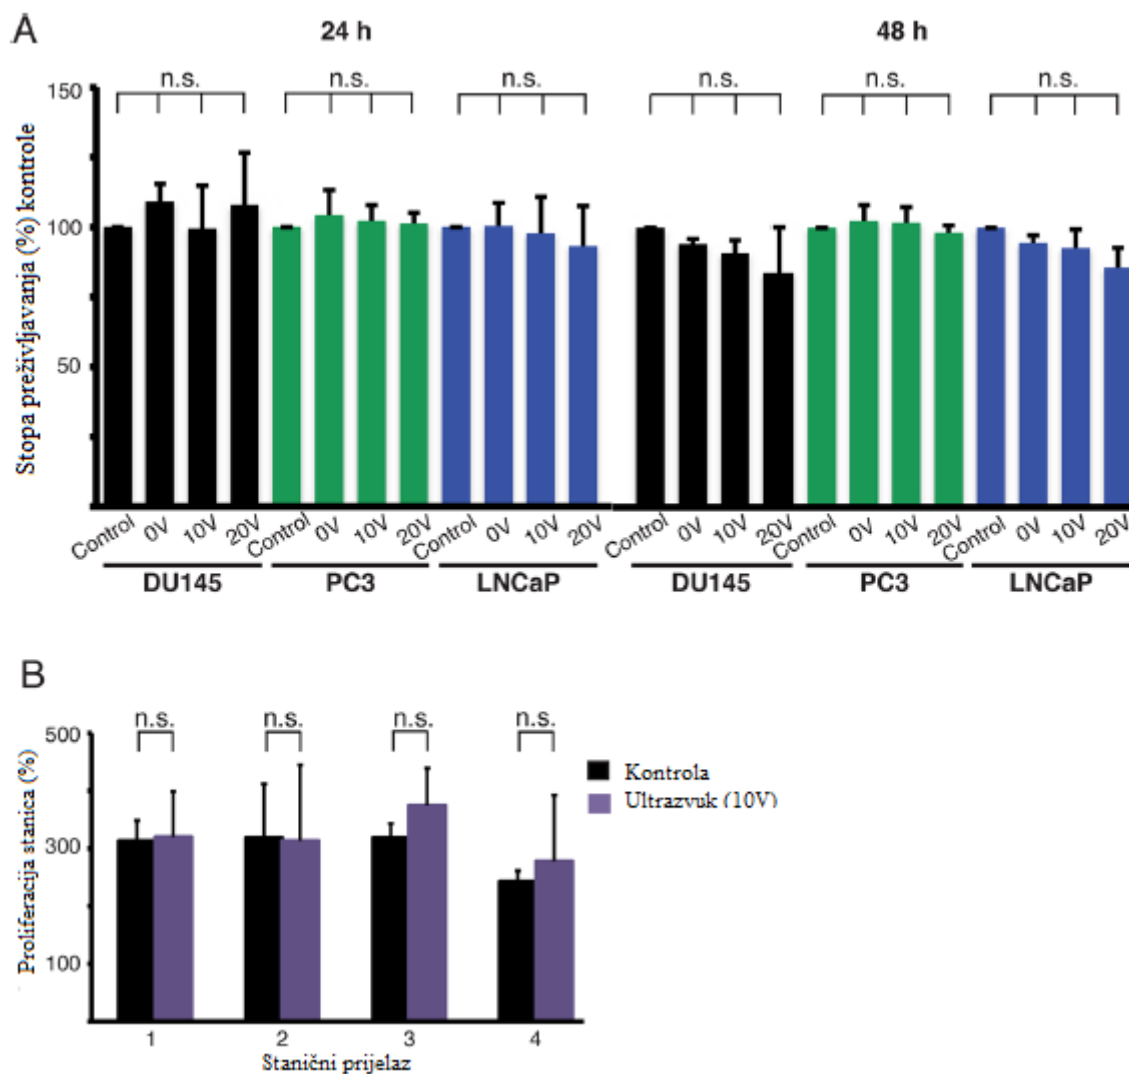 A
24 h
48 h
n.s. n.s. n.s. n.s. n.s. n.s.
150
100
50
Stopa preživljavanja (%) kontrole
Control 0V 10V 20V Control 0V 10V 20V Control 0V 10V 20V Control 0V 10V 20V Control 0V 10V 20V Control 0V 10V 20V
DU145 PC3 LNCaP DU145 PC3 LNCaP
B
n.s. n.s. n.s. n.s.
500
300
100
Proliferacija stanica (%)
Kontrola
Ultrazvuk (10V)
1 2 3 4
Stanični prijelaz